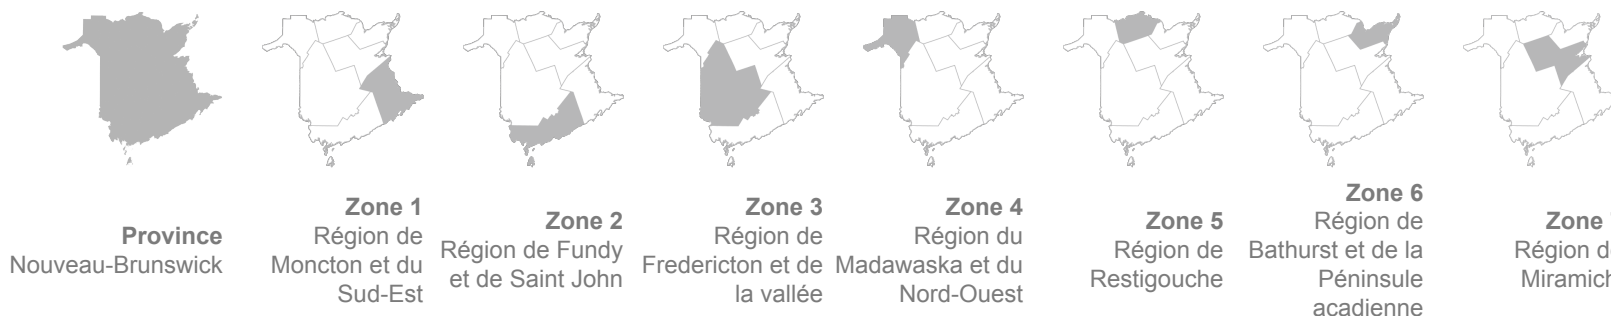 Province
Nouveau-Brunswick
Zone 1
Région de
Moncton et du
Sud-Est
Zone 2
Région de Fundy
et de Saint John
Zone 3
Région de
Fredericton et de
la vallée
Zone 4
Région du
Madawaska et du
Nord-Ouest
Zone 5
Région de
Restigouche
Zone 6
Région de
Bathurst et de la
Péninsule
acadienne
Zone
Région